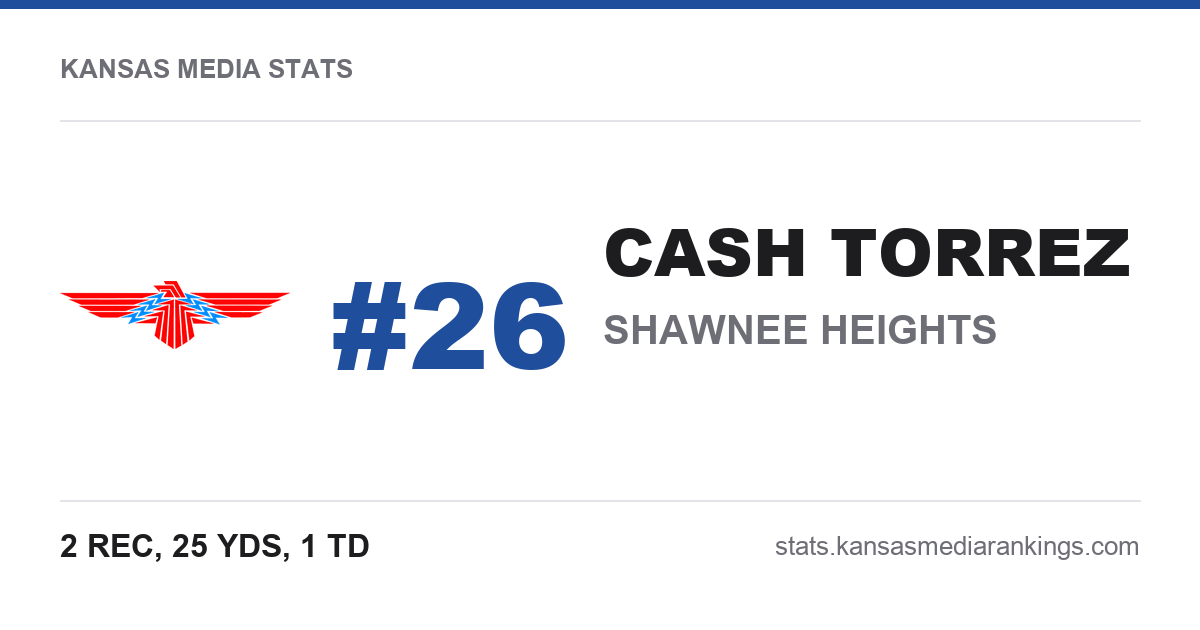 KANSAS MEDIA STATS
#26
CASH TORREZ
SHAWNEE HEIGHTS
2 REC, 25 YDS, 1 TD
stats.kansasmediarankings.com